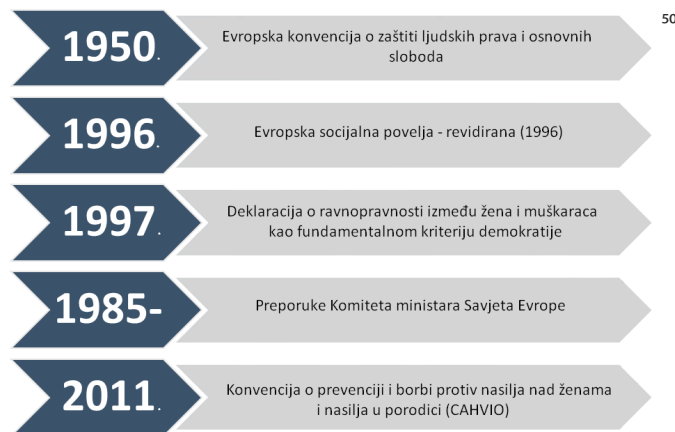 50
1950.
Evropska konvencija o zaštiti ljudskih prava i osnovnih
sloboda
1996.
Evropska socijalna povelja - revidirana (1996)
1997.
Deklaracija o ravnopravnosti između žena i muškaraca
kao fundamentalnom kriteriju demokratije
1985-
Preporuke Komiteta ministara Savjeta Evrope
2011.
Konvencija o prevenciji i borbi protiv nasilja nad ženama
i nasilja u porodici (CAHVIO)